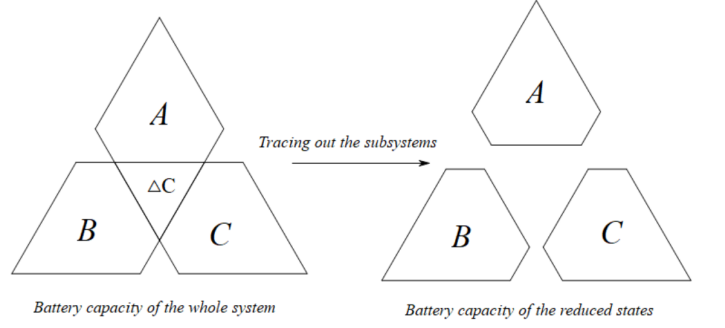 A
A
Tracing out the subsystems
△C
B
C
B
C
Battery capacity of the whole system
Battery capacity of the reduced states